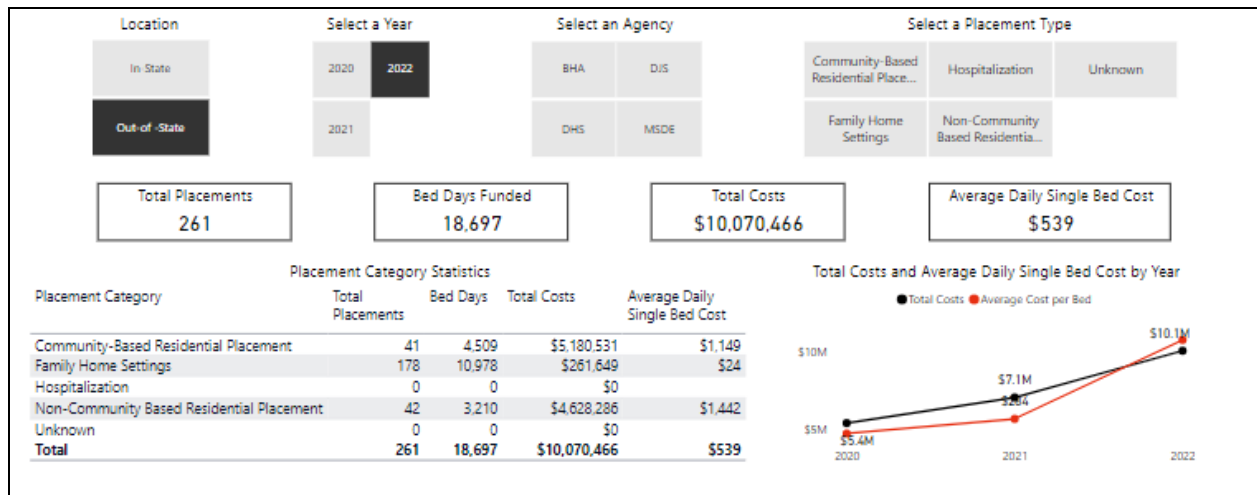 Location Select a Year Select an Agency Select a Placement Type
In-State 2020 2022 BHA DJS Community-Based Residential Place... Hospitalization Unknown
Out-of -State 2021 DHS MSDE Family Home Settings Non-Community Based Residentia...
Total Placements Bed Days Funded Total Costs Average Daily Single Bed Cost
261 18,697 $10,070,466 $539
Placement Category Statistics
Placement Category Total Placements Bed Days Total Costs Average Daily Single Bed Cost
Community-Based Residential Placement 41 4,509 $5,180,531 $1,149
Family Home Settings 178 10,978 $261,649 $24
Hospitalization 0 0 $0
Non-Community Based Residential Placement 42 3,210 $4,628,286 $1,442
Unknown 0 0 $0
Total 261 18,697 $10,070,466 $539
Total Costs and Average Daily Single Bed Cost by Year
Total Costs Average Cost per Bed
$10.1M
$10M
$7.1M
$5M
$5.4M
2020 2021 2022